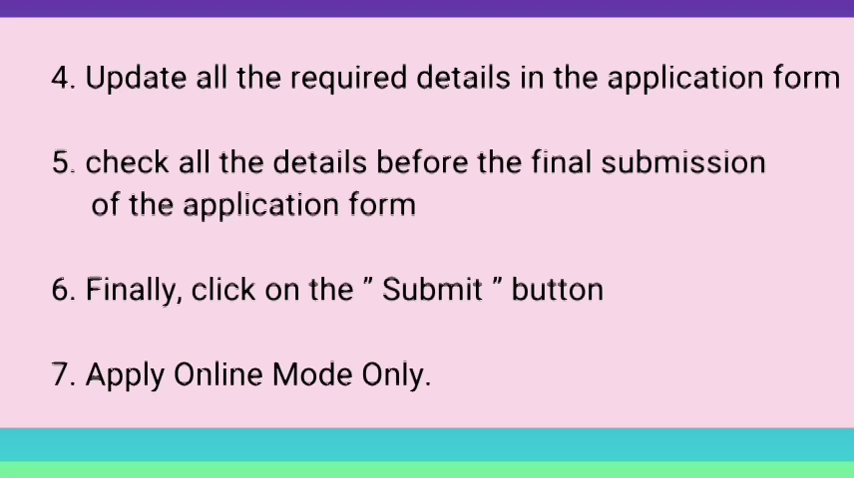 4. Update all the required details in the application form
5. check all the details before the final submission
of the application form
6. Finally, click on the ” Submit ” button
7. Apply Online Mode Only.